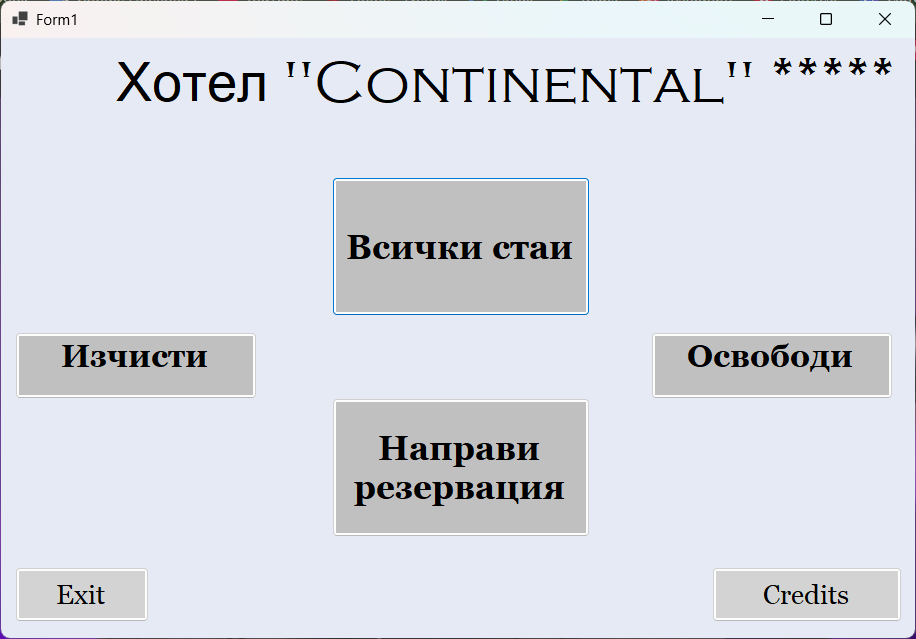 Form1
Хотел "Continental" *****
Всички стаи
Изчисти
Освободи
Направи
резервация
Exit
Credits